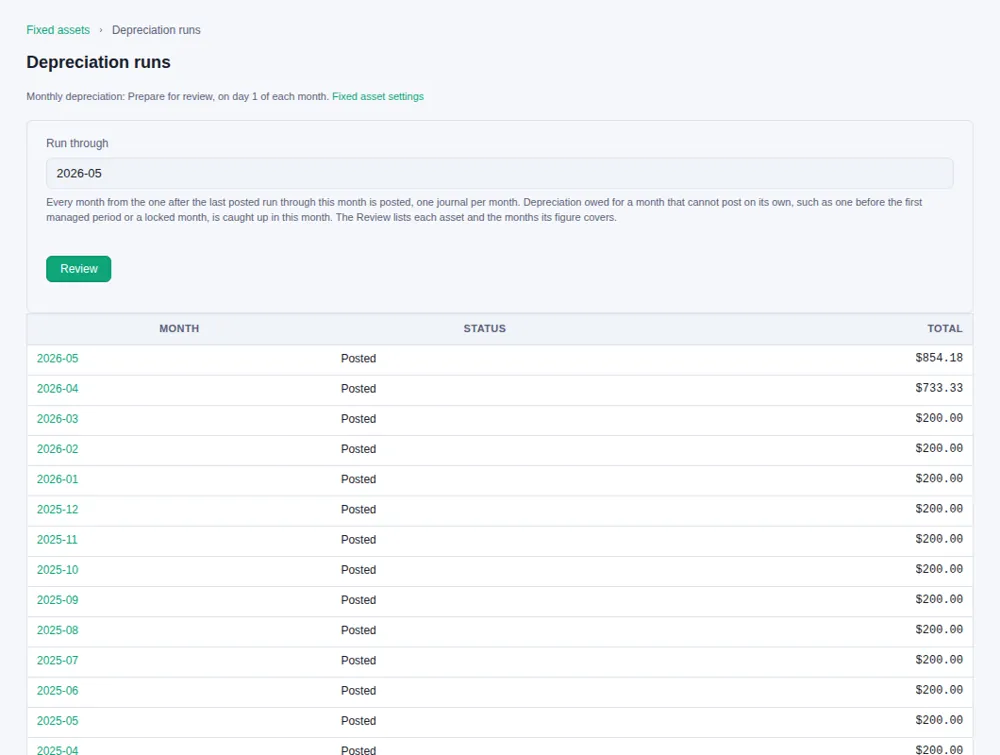 Fixed assets › Depreciation runs
Depreciation runs
Monthly depreciation: Prepare for review, on day 1 of each month. Fixed asset settings
Run through
2026-05
Every month from the one after the last posted run through this month is posted, one journal per month. Depreciation owed for a month that cannot post on its own, such as one before the first
managed period or a locked month, is caught up in this month. The Review lists each asset and the months its figure covers.
Review
MONTH STATUS TOTAL
2026-05 Posted $854.18
2026-04 Posted $733.33
2026-03 Posted $200.00
2026-02 Posted $200.00
2026-01 Posted $200.00
2025-12 Posted $200.00
2025-11 Posted $200.00
2025-10 Posted $200.00
2025-09 Posted $200.00
2025-08 Posted $200.00
2025-07 Posted $200.00
2025-06 Posted $200.00
2025-05 Posted $200.00
2025-04 Posted $200.00